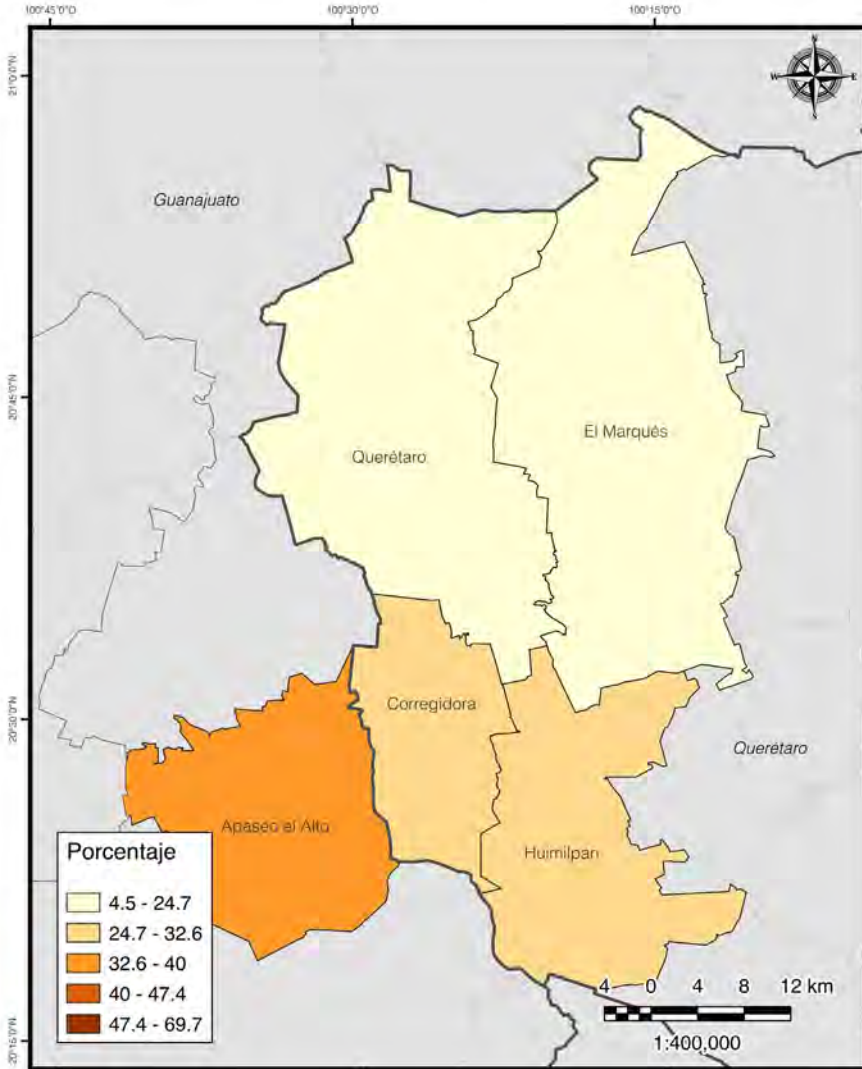 100°45'0"O 100°30'0"O 100°15'0"O
N
W E
S
21°0'0"N
Guanajuato
20°45'0"N
El Marqués
Querétaro
20°30'0"N
Corregidora
Querétaro
Apaseo el Alto
Huimilpan
Porcentaje
4.5 - 24.7
24.7 - 32.6
32.6 - 40
40 - 47.4
47.4 - 69.7
4 0 4 8 12 km
1:400,000
20°15'0"N